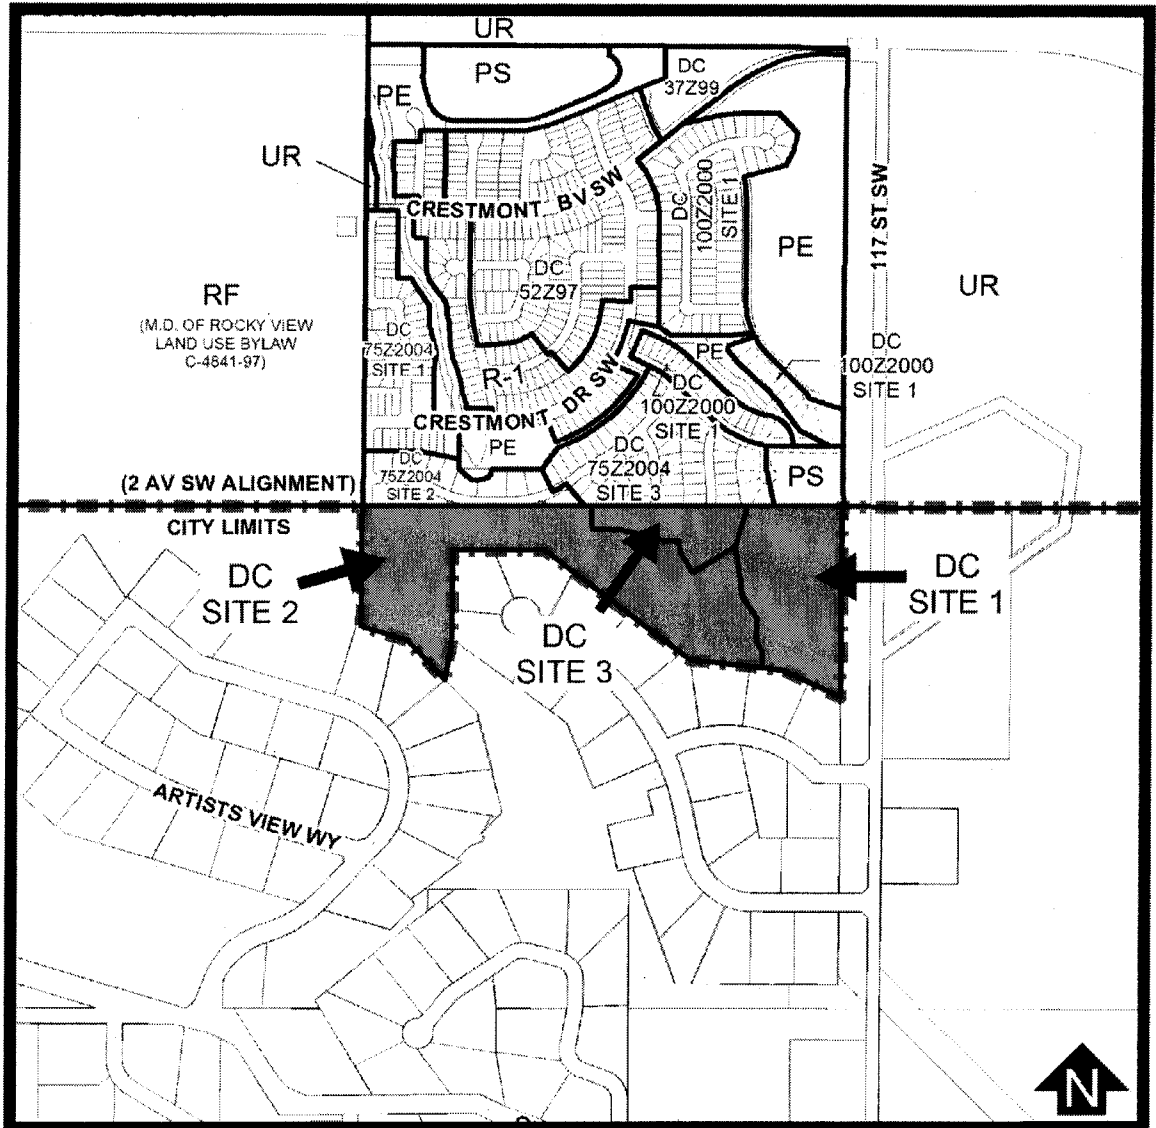 UR
PS
DC
37Z99
PE
UR
CRESTMONT BV SW
DC
100Z2000
SITE 1
117 ST SW
PE
DC
52Z97
UR
RF
(M.D. OF ROCKY VIEW
LAND USE BYLAW
C-4841-97)
DC
75Z2004
SITE 1
R-1
PE
DC
100Z2000
SITE 1
DC
100Z2000
SITE 1
CRESTMONT DR SW
PE
DC
75Z2004
SITE 2
DC
75Z2004
SITE 3
PS
(2 AV SW ALIGNMENT)
CITY LIMITS
DC
SITE 2
DC
SITE 3
DC
SITE 1
ARTISTS VIEW WY
N